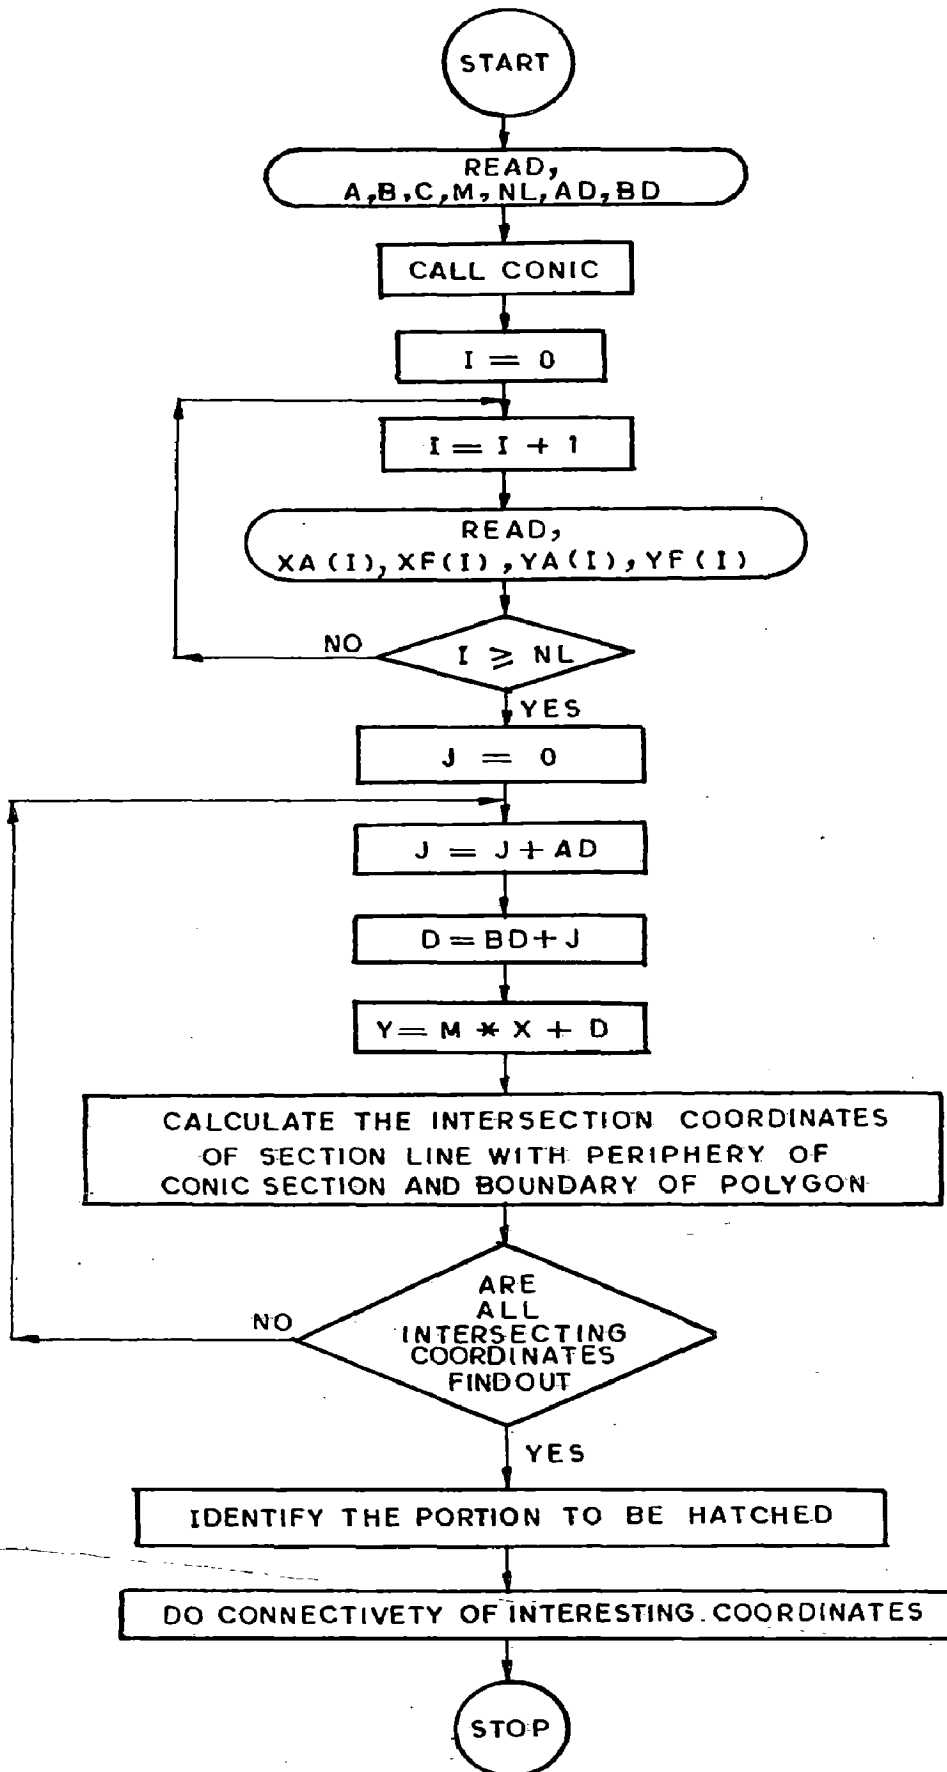 START
READ,
A,B,C,M,NL,AD,BD
CALL CONIC
I = 0
I = I + 1
READ,
XA(I), XF(I), YA(I), YF(I)
NO
I ⩾ NL
YES
J = 0
J = J + AD
D = BD + J
Y = M * X + D
CALCULATE THE INTERSECTION COORDINATES
OF SECTION LINE WITH PERIPHERY OF
CONIC SECTION AND BOUNDARY OF POLYGON
ARE
ALL
NO
INTERSECTING
COORDINATES
FINDOUT
YES
IDENTIFY THE PORTION TO BE HATCHED
DO CONNECTIVETY OF INTERESTING.COORDINATES
STOP